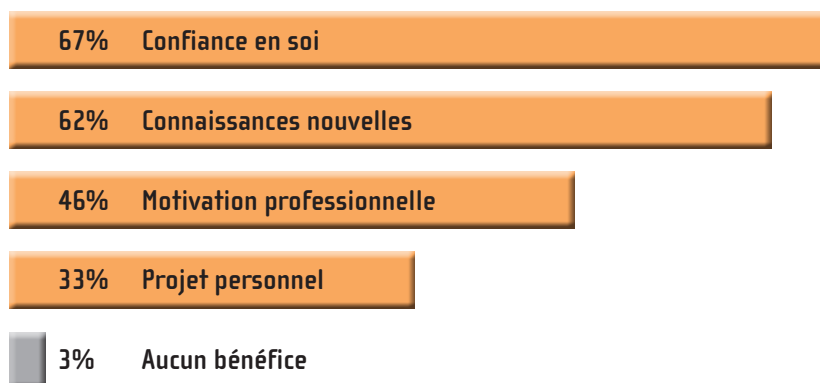 67% Confiance en soi
62% Connaissances nouvelles
46% Motivation professionnelle
33% Projet personnel
3% Aucun bénéfice